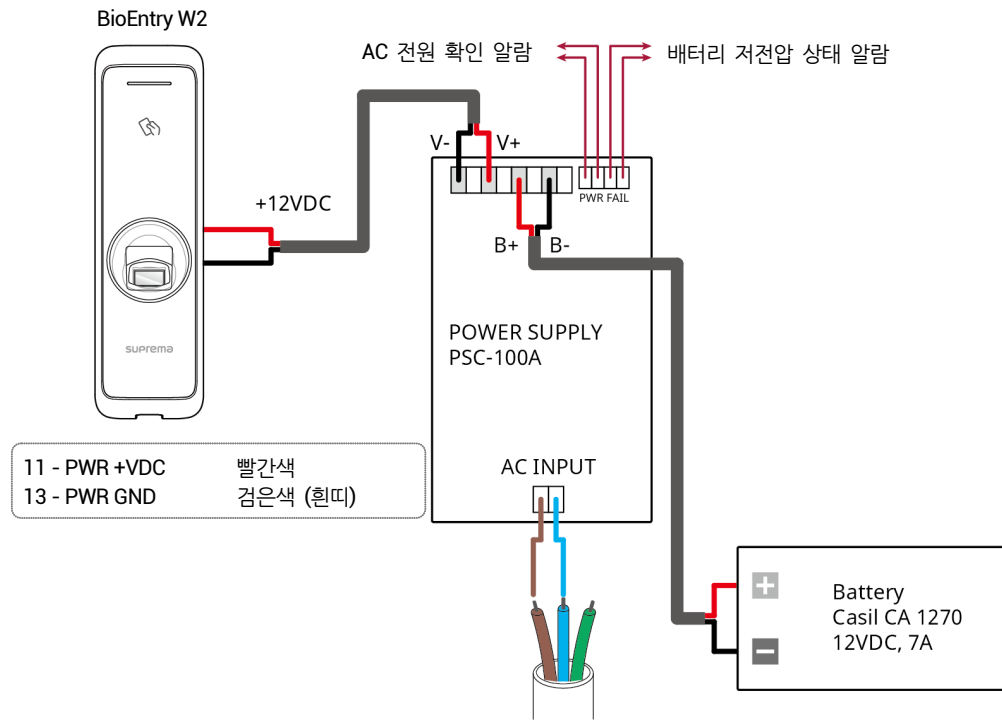 BioEntry W2
AC 전원 확인 알람
배터리 저전압 상태 알람
V-
V+
PWR FAIL
+12VDC
B+
B-
suprema
POWER SUPPLY
PSC-100A
11 - PWR +VDC 빨간색
13 - PWR GND 검은색 (흰띠)
AC INPUT
+
Battery
Casil CA 1270
12VDC, 7A
-